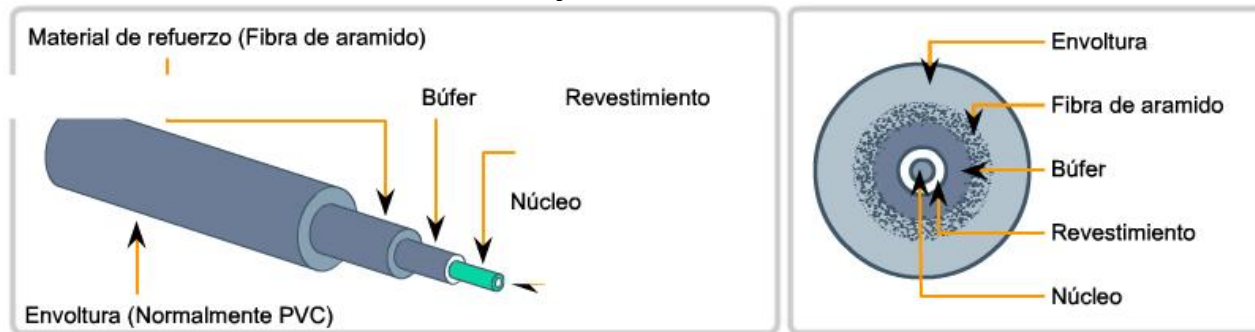 Material de refuerzo (Fibra de aramido)
Búfer
Revestimiento
Núcleo
Envoltura (Normalmente PVC)
Envoltura
Fibra de aramido
Búfer
Revestimiento
Núcleo